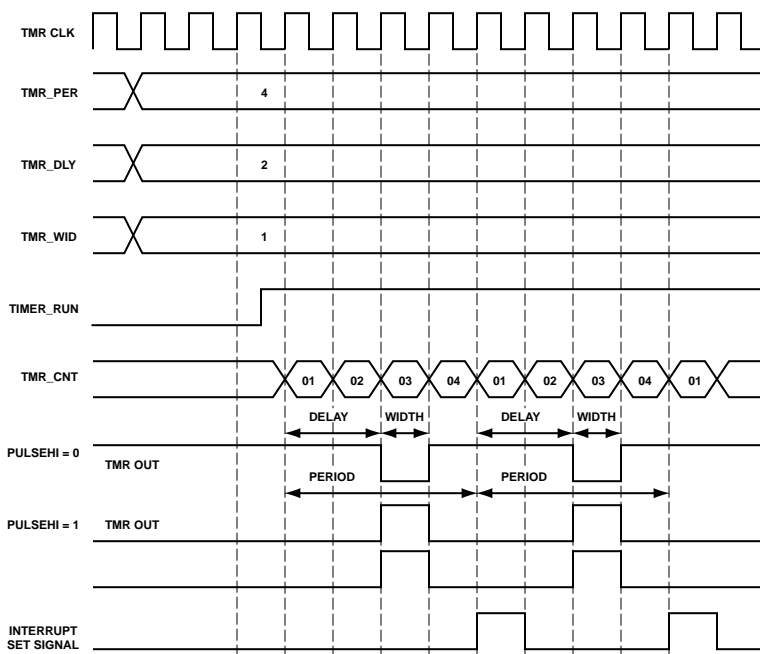 TMR CLK
TMR_PER
4
TMR_DLY
2
TMR_WID
1
TIMER_RUN
TMR_CNT
01 02 03 04 01 02 03 04 01
DELAY WIDTH DELAY WIDTH
PULSEHI = 0
TMR OUT
PERIOD PERIOD
PULSEHI = 1 TMR OUT
INTERRUPT
SET SIGNAL